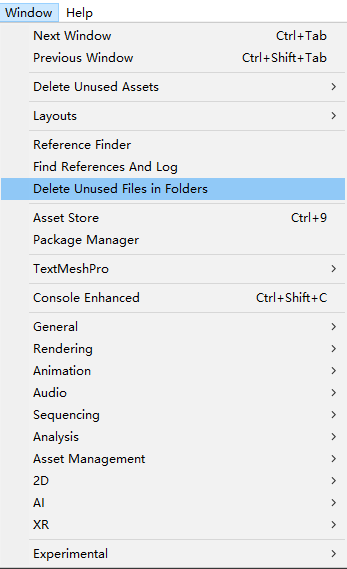 Window Help
Next Window Ctrl+Tab
Previous Window Ctrl+Shift+Tab
Delete Unused Assets
Layouts
Reference Finder
Find References And Log
Delete Unused Files in Folders
Asset Store Ctrl+9
Package Manager
TextMeshPro
Console Enhanced Ctrl+Shift+C
General
Rendering
Animation
Audio
Sequencing
Analysis
Asset Management
2D
AI
XR
Experimental